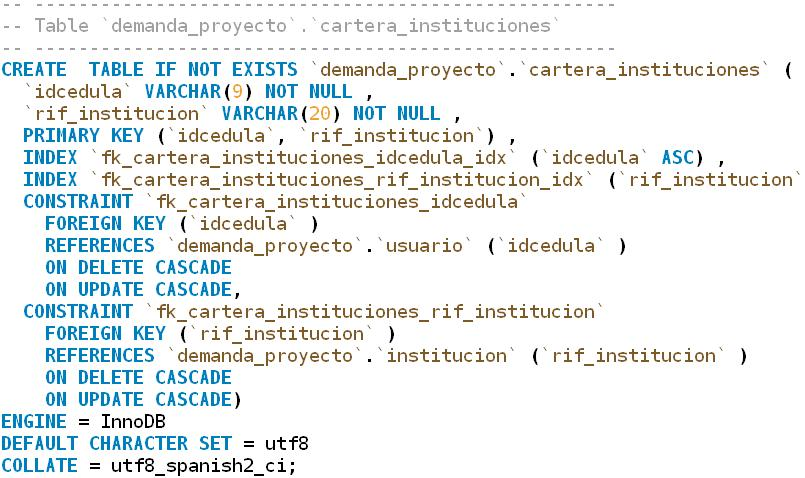 -- -----------------------------------------------------
-- Table `demanda_proyecto`.`cartera_instituciones`
-- -----------------------------------------------------
CREATE  TABLE IF NOT EXISTS `demanda_proyecto`.`cartera_instituciones` (
  `idcedula` VARCHAR(9) NOT NULL ,
  `rif_institucion` VARCHAR(20) NOT NULL ,
  PRIMARY KEY (`idcedula`, `rif_institucion`) ,
  INDEX `fk_cartera_instituciones_idcedula_idx` (`idcedula` ASC) ,
  INDEX `fk_cartera_instituciones_rif_institucion_idx` (`rif_institucion`
  CONSTRAINT `fk_cartera_instituciones_idcedula`
    FOREIGN KEY (`idcedula` )
    REFERENCES `demanda_proyecto`.`usuario` (`idcedula` )
    ON DELETE CASCADE
    ON UPDATE CASCADE,
  CONSTRAINT `fk_cartera_instituciones_rif_institucion`
    FOREIGN KEY (`rif_institucion` )
    REFERENCES `demanda_proyecto`.`institucion` (`rif_institucion` )
    ON DELETE CASCADE
    ON UPDATE CASCADE)
ENGINE = InnoDB
DEFAULT CHARACTER SET = utf8
COLLATE = utf8_spanish2_ci;